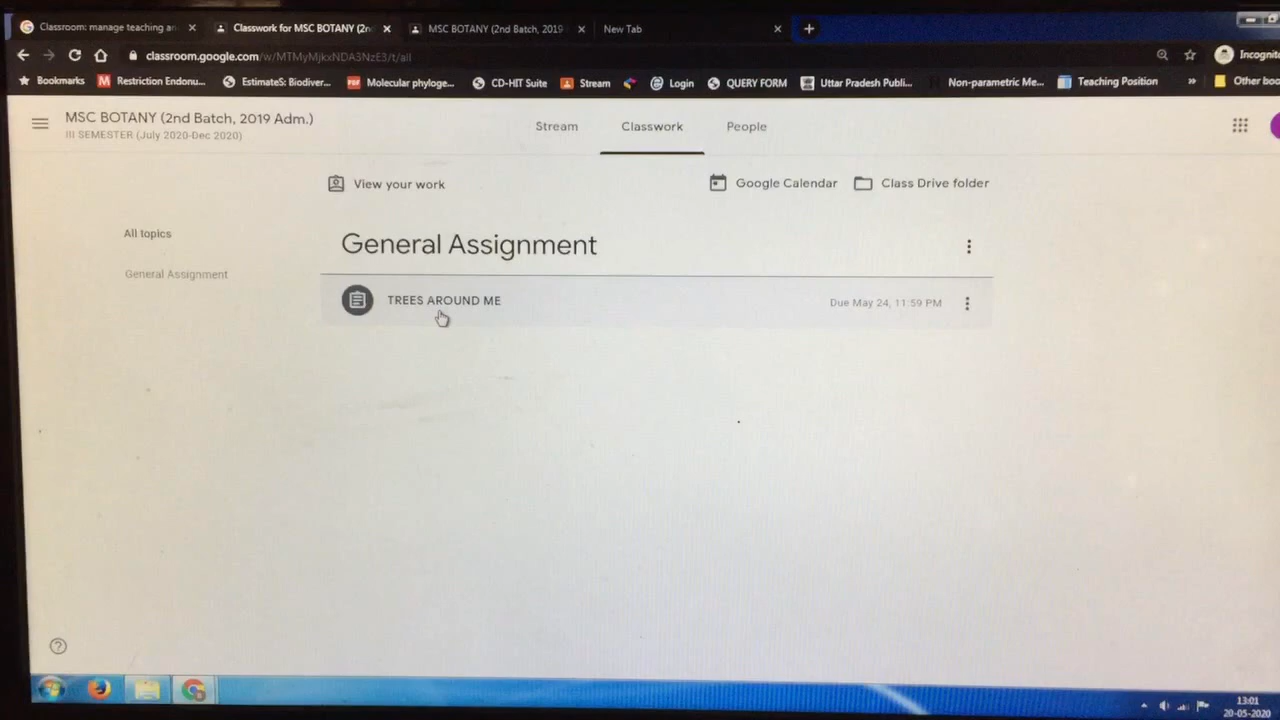 Classroom: manage teaching an
Classwork for MSC BOTANY (2n
MSC BOTANY (2nd Batch, 2019
New Tab
classroom.google.com/w/MTMyMjkxNDA3NzE3/t/all
Incognito
Bookmarks
Restriction Endonu...
EstimateS: Biodiver...
Molecular phyloge...
CD-HIT Suite
Stream
Login
QUERY FORM
Uttar Pradesh Publi...
Non-parametric Me...
Teaching Position
»
Other boo
MSC BOTANY (2nd Batch, 2019 Adm.)
III SEMESTER (July 2020-Dec 2020)
Stream
Classwork
People
View your work
Google Calendar
Class Drive folder
All topics
General Assignment
General Assignment
TREES AROUND ME
Due May 24, 11:59 PM
13:01
20-05-2020